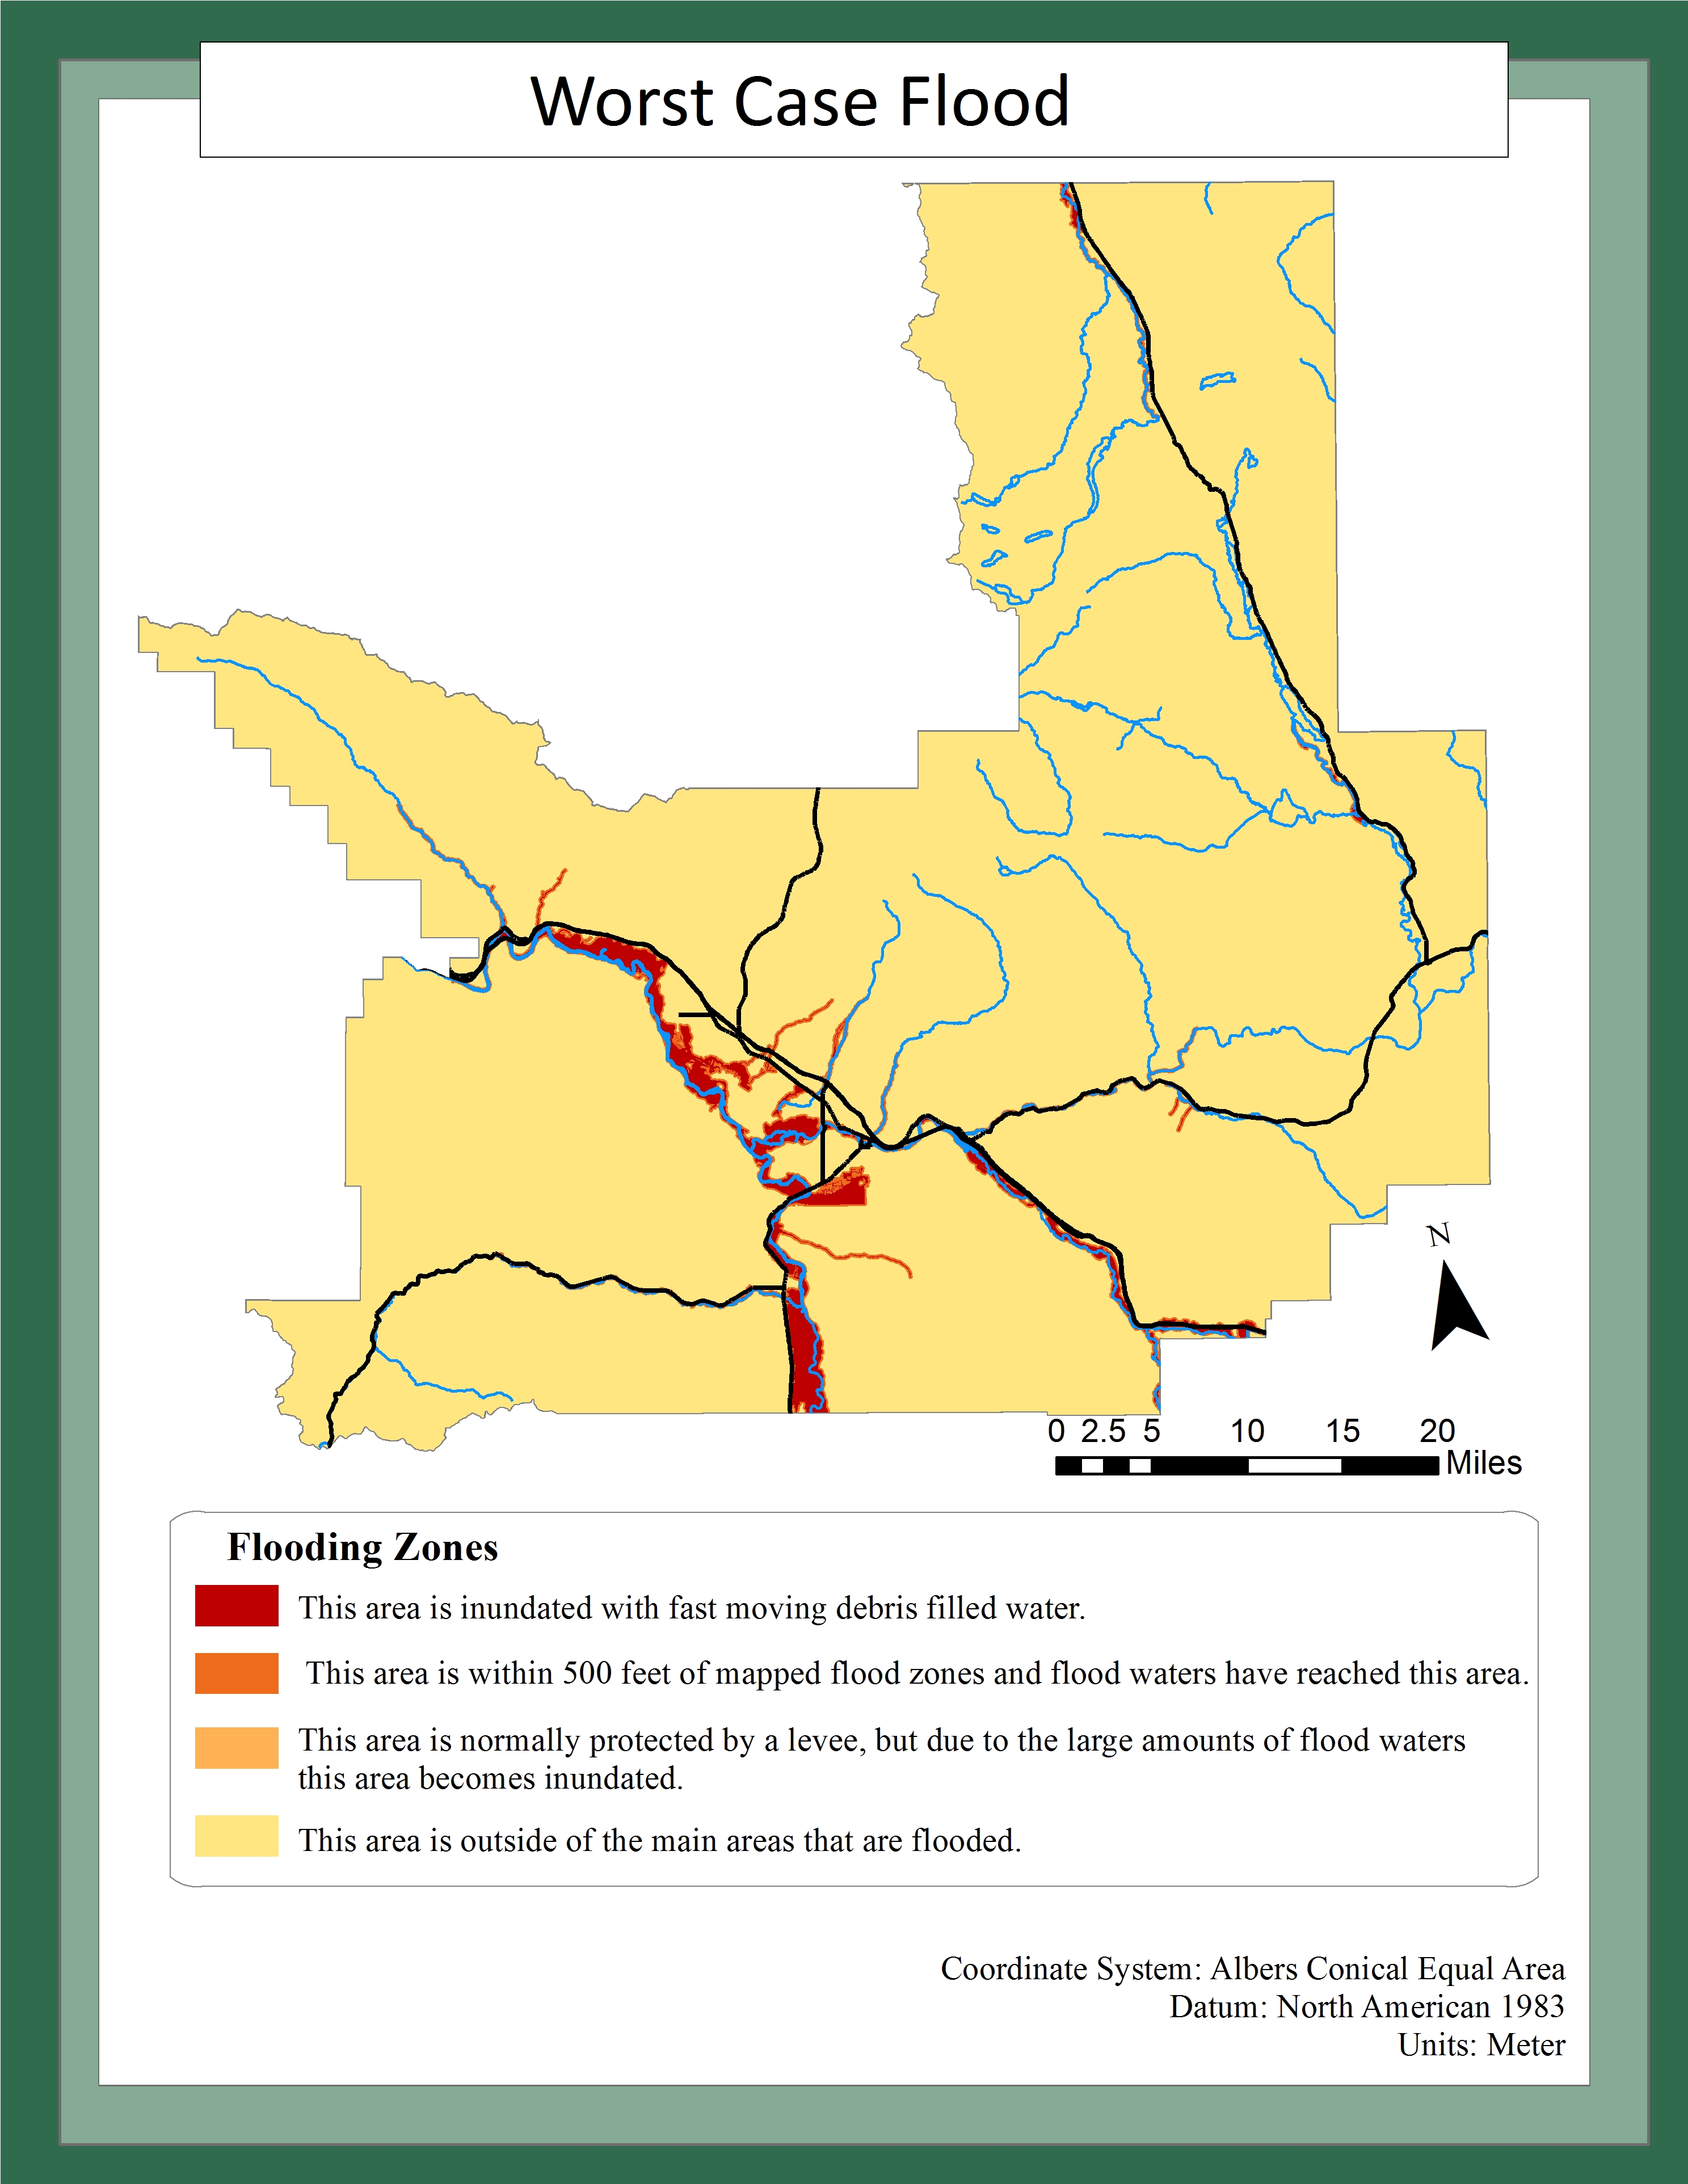 Worst Case Flood
N
0 2.5 5 10 15 20
Miles
Flooding Zones
This area is inundated with fast moving debris filled water.
This area is within 500 feet of mapped flood zones and flood waters have reached this area.
This area is normally protected by a levee, but due to the large amounts of flood waters
this area becomes inundated.
This area is outside of the main areas that are flooded.
Coordinate System: Albers Conical Equal Area
Datum: North American 1983
Units: Meter